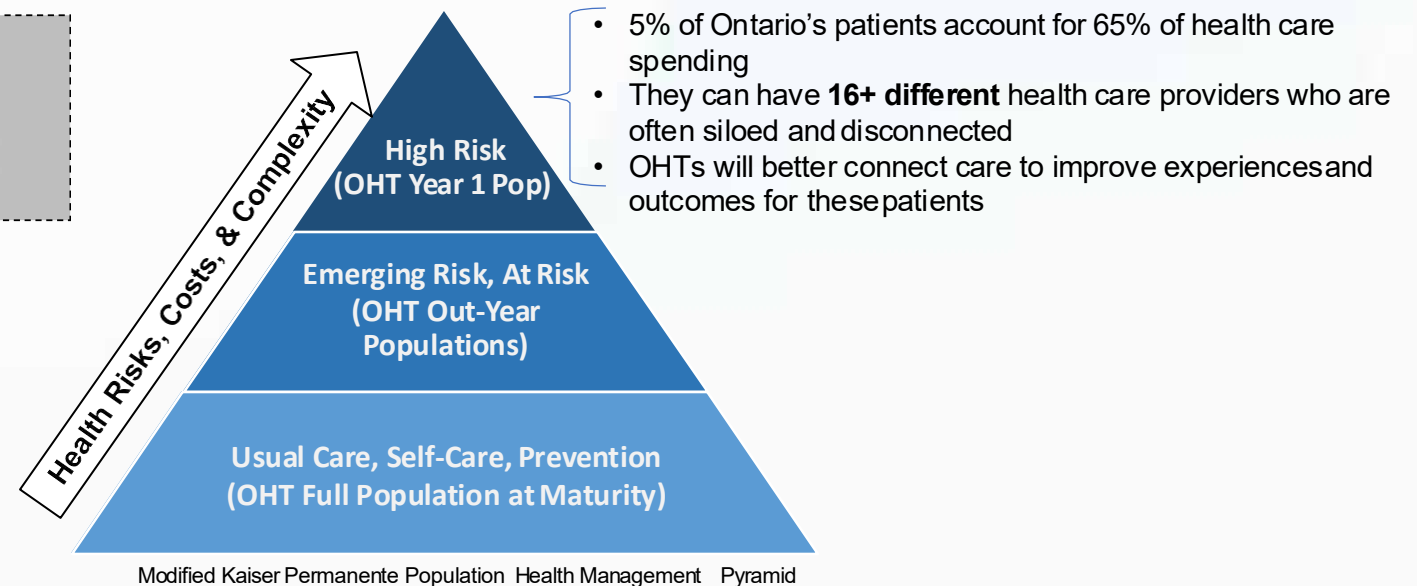 • 5% of Ontario's patients account for 65% of health care
spending
• They can have 16+ different health care providers who are
often siloed and disconnected
• OHTs will better connect care to improve experiencesand
outcomes for thesepatients
Health Risks, Costs, & Complexity
High Risk
(OHT Year 1 Pop)
Emerging Risk, At Risk
(OHT Out-Year
Populations)
Usual Care, Self-Care, Prevention
(OHT Full Population at Maturity)
Modified Kaiser Permanente Population Health Management Pyramid